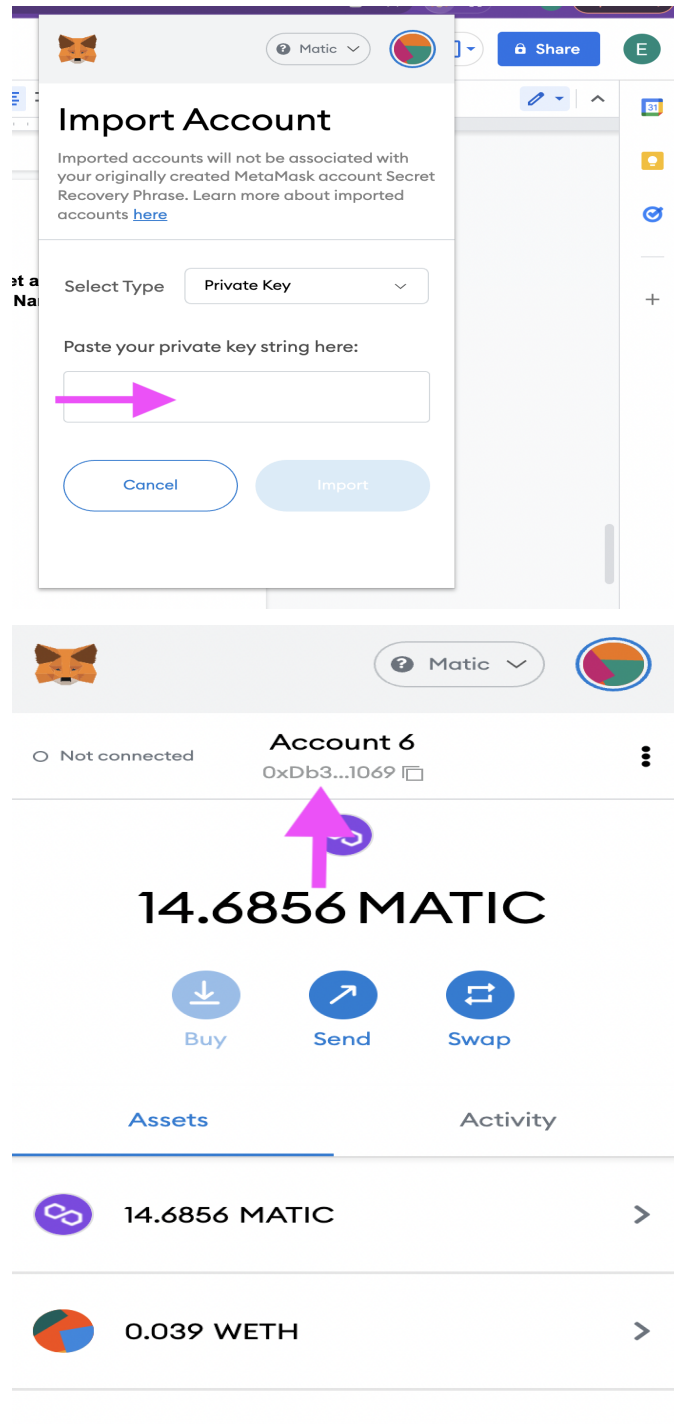 Matic
Share
E
31
Import Account
Imported accounts will not be associated with
your originally created MetaMask account Secret
Recovery Phrase. Learn more about imported
accounts here
et a
Select Type
Private Key
Paste your private key string here:
Cancel
Import
Matic
Not connected
Account 6
0xDb3...1069
14.6856 MATIC
Buy
Send
Swap
Assets
Activity
14.6856 MATIC
0.039 WETH